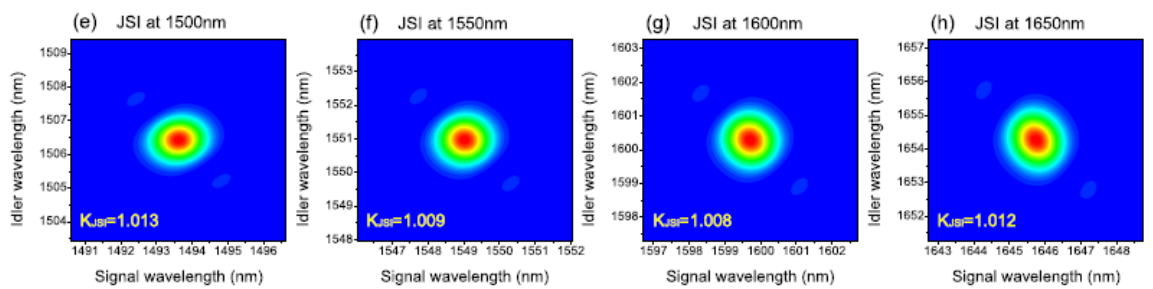 (e) JSI at 1500nm
Idler wavelength (nm)
1509
1508
1507
1506
1505
1504
K_JSI=1.013
1491 1492 1493 1494 1495 1496
Signal wavelength (nm)
(f) JSI at 1550nm
Idler wavelength (nm)
1553
1552
1551
1550
1549
1548
K_JSI=1.009
1547 1548 1549 1550 1551 1552
Signal wavelength (nm)
(g) JSI at 1600nm
Idler wavelength (nm)
1603
1602
1601
1600
1599
1598
K_JSI=1.008
1597 1598 1599 1600 1601 1602
Signal wavelength (nm)
(h) JSI at 1650nm
Idler wavelength (nm)
1657
1656
1655
1654
1653
1652
K_JSI=1.012
1643 1644 1645 1646 1647 1648
Signal wavelength (nm)